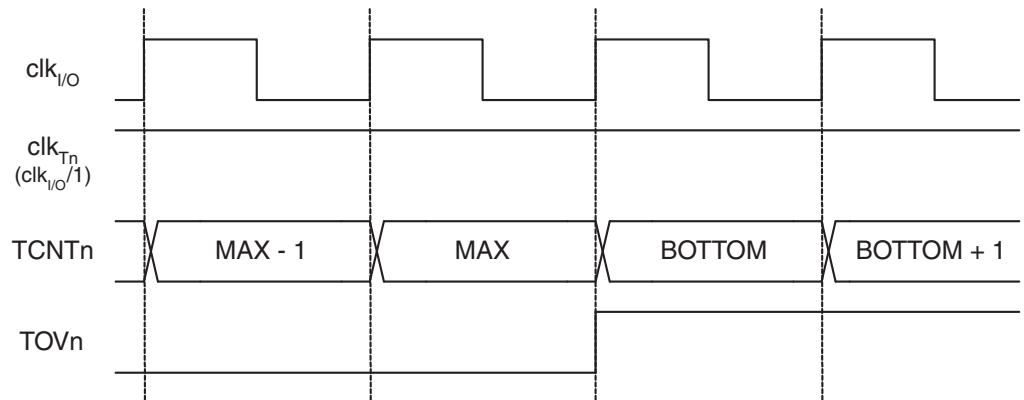 clkI/O
clkTn
(clkI/O/1)
TCNTn MAX - 1 MAX BOTTOM BOTTOM + 1
TOVn